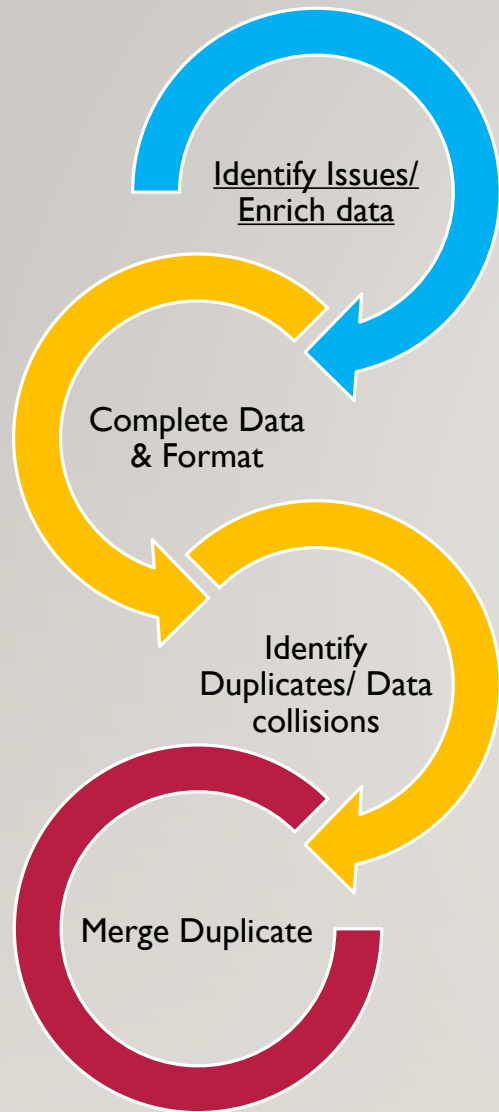 Identify Issues/
Enrich data
Complete Data
& Format
Identify
Duplicates/ Data
collisions
Merge Duplicate